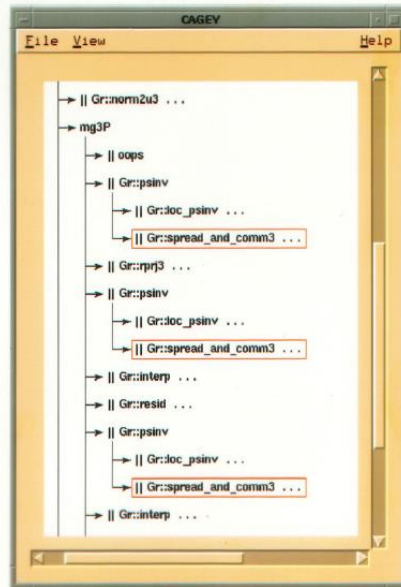 CAGEY
File View Help
|| Gr::norm2u3 ...
mg3P
|| oops
|| Gr::psinv
|| Gr::loc_psinv ...
|| Gr::spread_and_comm3 ...
|| Gr::rprj3 ...
|| Gr::psinv
|| Gr::loc_psinv ...
|| Gr::spread_and_comm3 ...
|| Gr::interp ...
|| Gr::resid ...
|| Gr::psinv
|| Gr::loc_psinv ...
|| Gr::spread_and_comm3 ...
|| Gr::interp ...